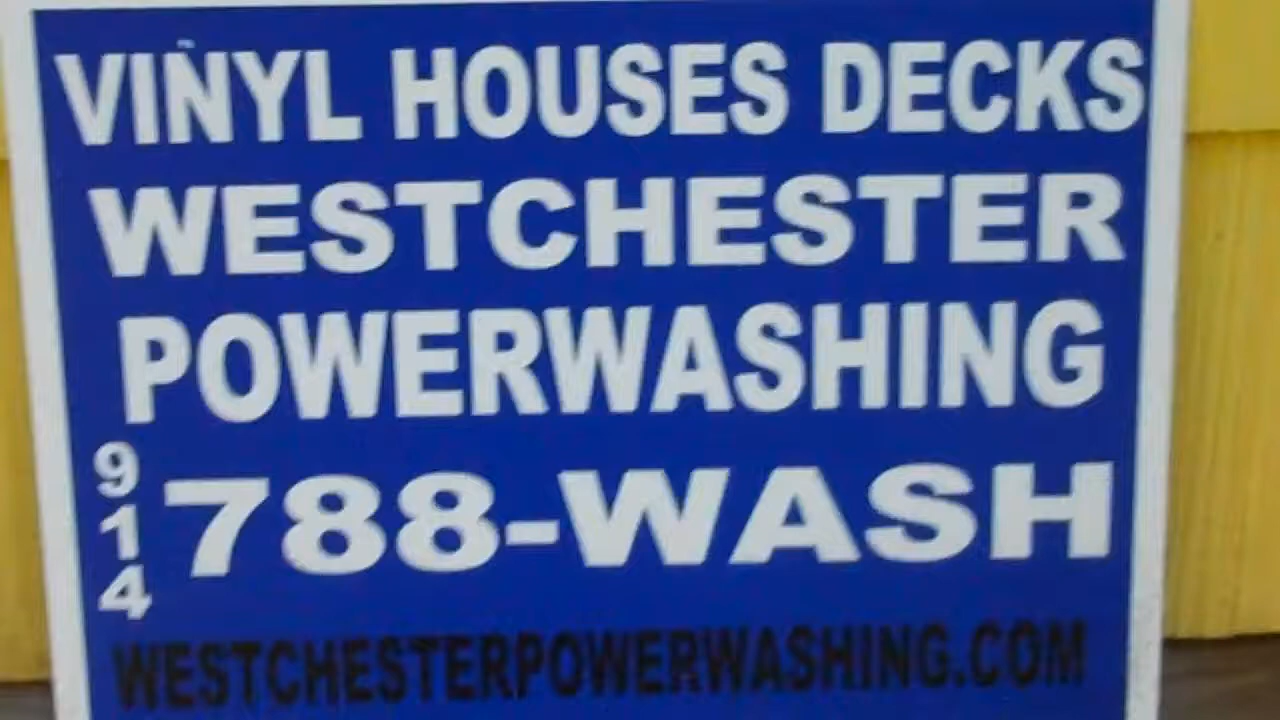 VINYL HOUSES DECKS
WESTCHESTER
POWERWASHING
914 788-WASH
WESTCHESTERPOWERWASHING.COM